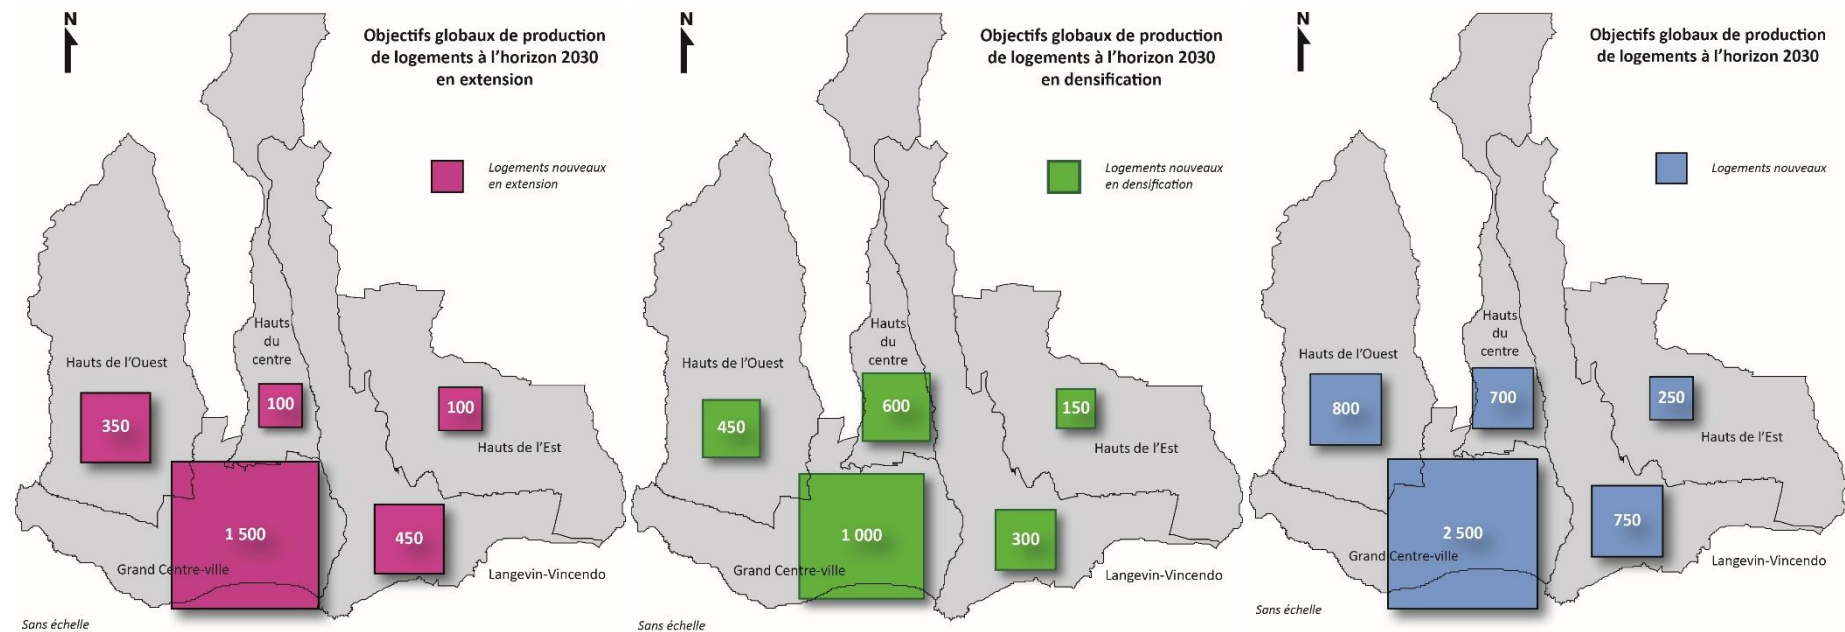 N
Objectifs globaux de production
de logements à l'horizon 2030
en extension
Logements nouveaux
en extension
Hauts
du
centre
Hauts de l'Ouest
350
100
100
Hauts de l'Est
1 500
450
Grand Centre-ville
Langevin-Vincendo
Sans échelle
N
Objectifs globaux de production
de logements à l'horizon 2030
en densification
Logements nouveaux
en densification
Hauts
du
centre
Hauts de l'Ouest
450
600
150
Hauts de l'Est
1 000
300
Grand Centre-ville
Langevin-Vincendo
Sans échelle
N
Objectifs globaux de production
de logements à l'horizon 2030
Logements nouveaux
Hauts
du
centre
Hauts de l'Ouest
800
700
250
Hauts de l'Est
2 500
750
Grand Centre-ville
Langevin-Vincendo
Sans échelle